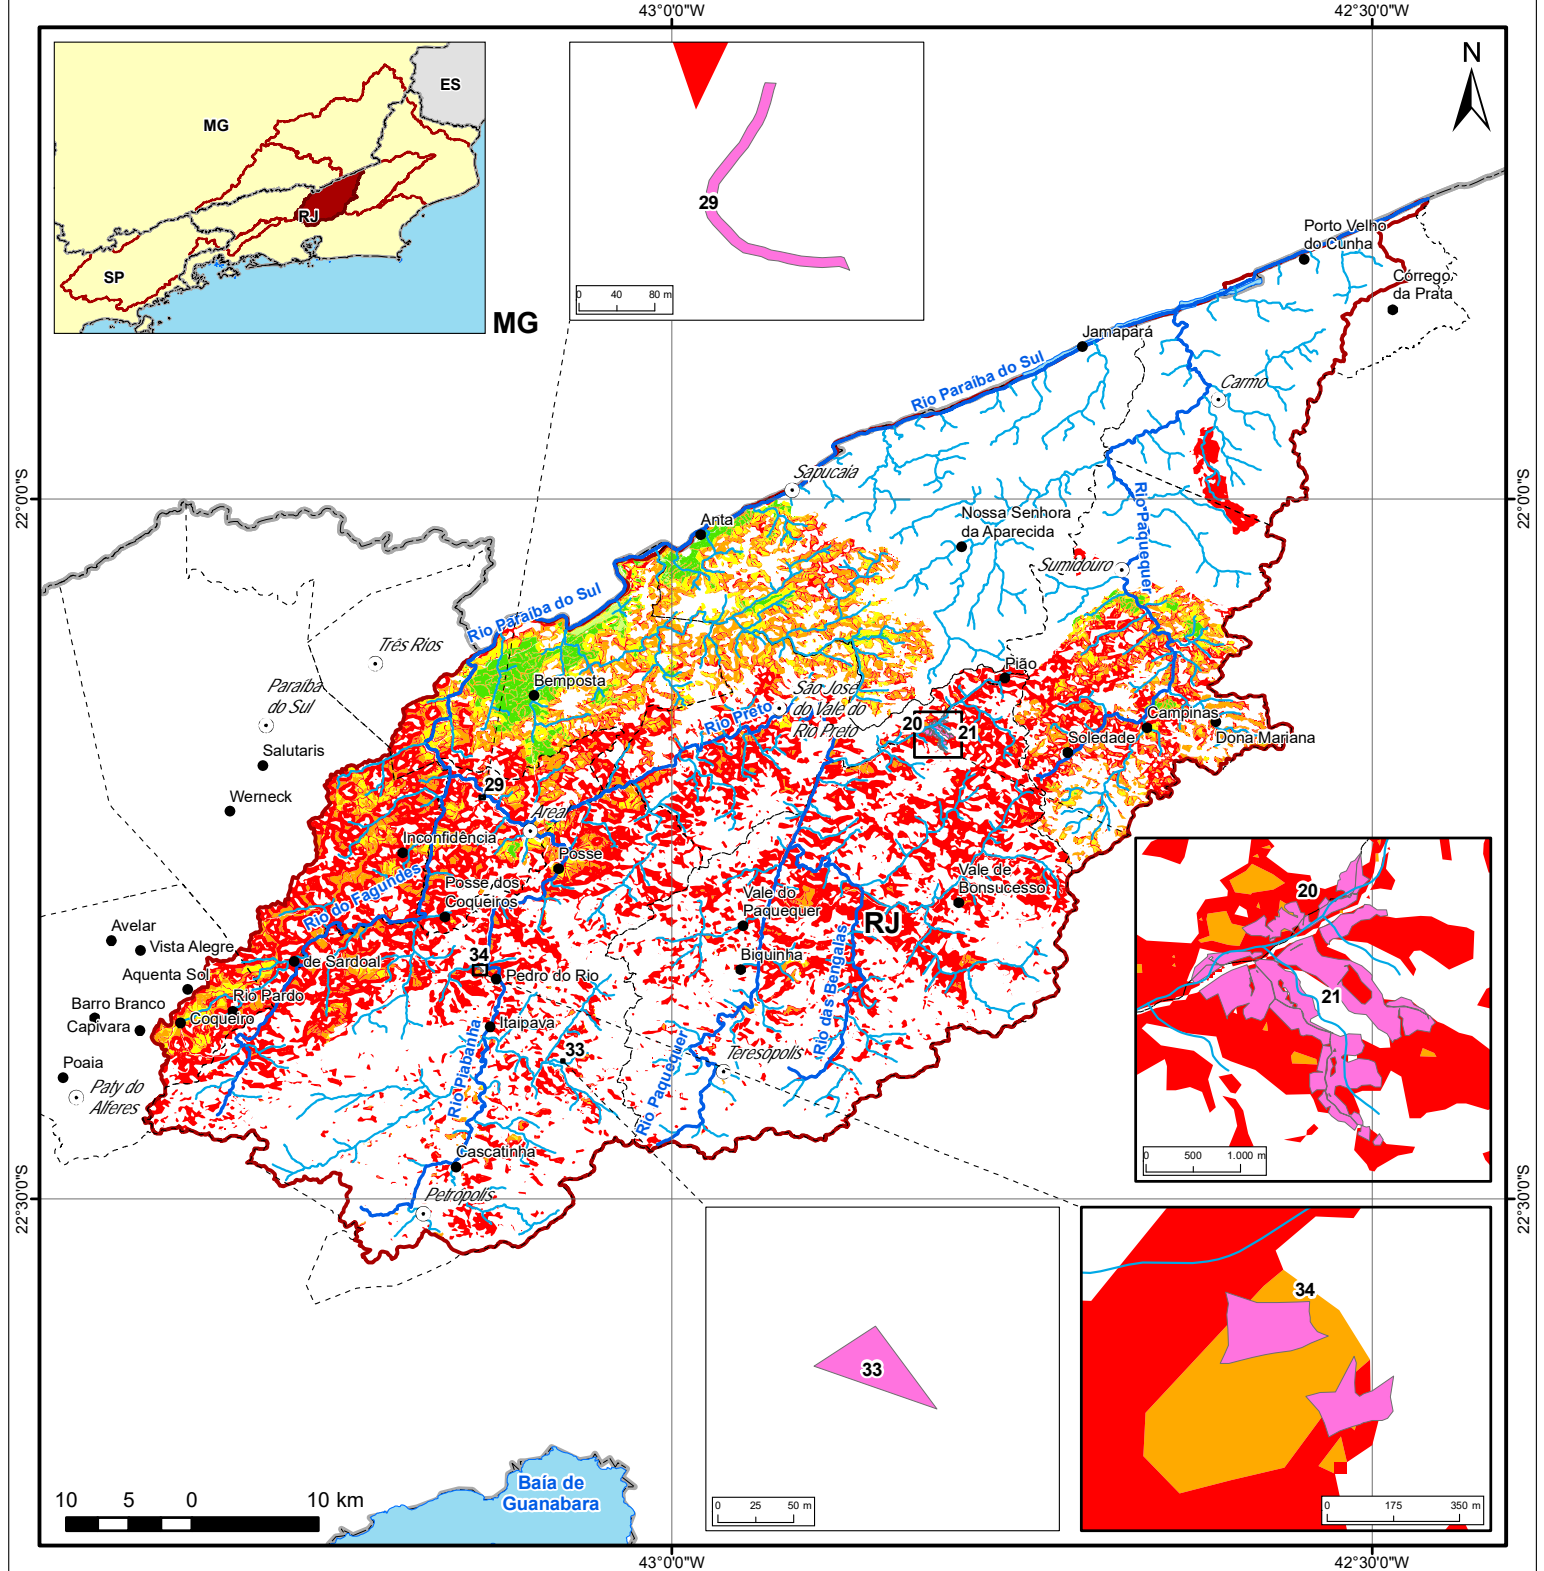 43°0'0"W
42°30'0"W
ES
MG
RJ
SP
MG
29
0 40 80 m
N
Porto Velho
do Cunha
Córrego
da Prata
Jamapará
Rio Paraíba do Sul
Carmo
22°0'0"S
22°0'0"S
Sapucaia
Anta
Nossa Senhora
da Aparecida
Rio Paquequer
Sumidouro
Rio Paraíba do Sul
Três Rios
Bemposta
Pião
Paraíba
do Sul
São José
do Vale do
Rio Preto
Rio Preto
20
21
Campinas
Dona Mariana
Soledade
Salutaris
Werneck
29
Areal
Inconfidência
Posse
Rio do Fagundes
Posse dos
Coqueiros
Vale de
Bonsucesso
Vale do
Paquequer
RJ
Avelar
Vista Alegre
de Sardoal
34
Pedro do Rio
Biquinha
Rio das Bengalas
Aquenta Sol
Rio Pardo
Barro Branco
Capivara
Coqueiro
Itaipava
33
Teresópolis
Rio Piabanha
Rio Paquequer
Poaia
Paty do
Alferes
Cascatinha
Petrópolis
20
21
0 500 1.000 m
22°30'0"S
22°30'0"S
33
0 25 50 m
34
0 175 350 m
Baía de
Guanabara
10 5 0 10 km
43°0'0"W
42°30'0"W